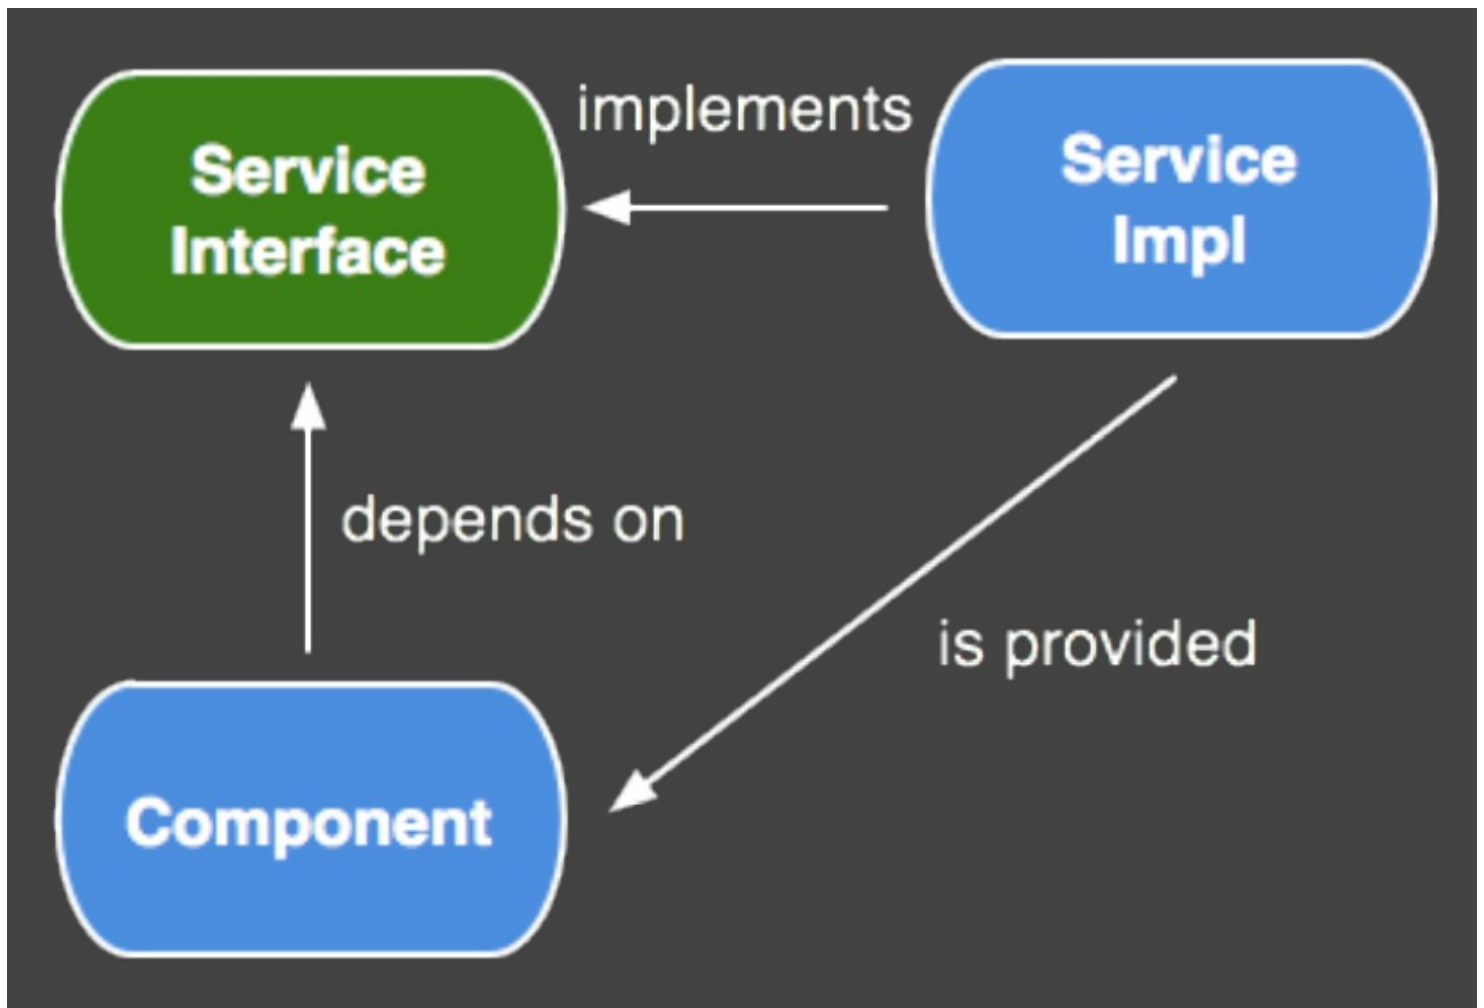 Service
Interface
implements
Service
Impl
depends on
is provided
Component